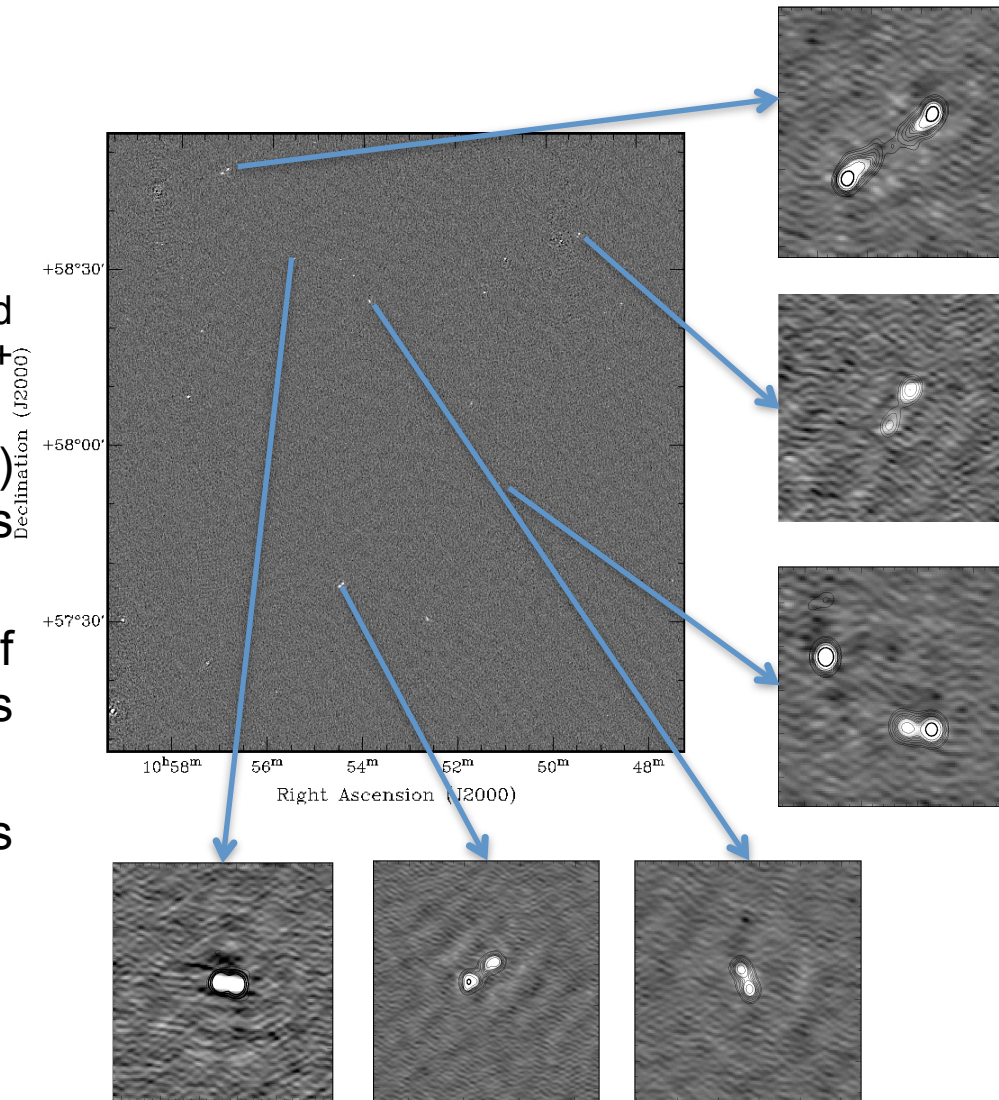 +58°30′
d
+
Declination (J2000)
+58°00′
)
s
+57°30′
f
s
10ʰ58ᵐ 56ᵐ 54ᵐ 52ᵐ 50ᵐ 48ᵐ
Right Ascension (J2000)
s